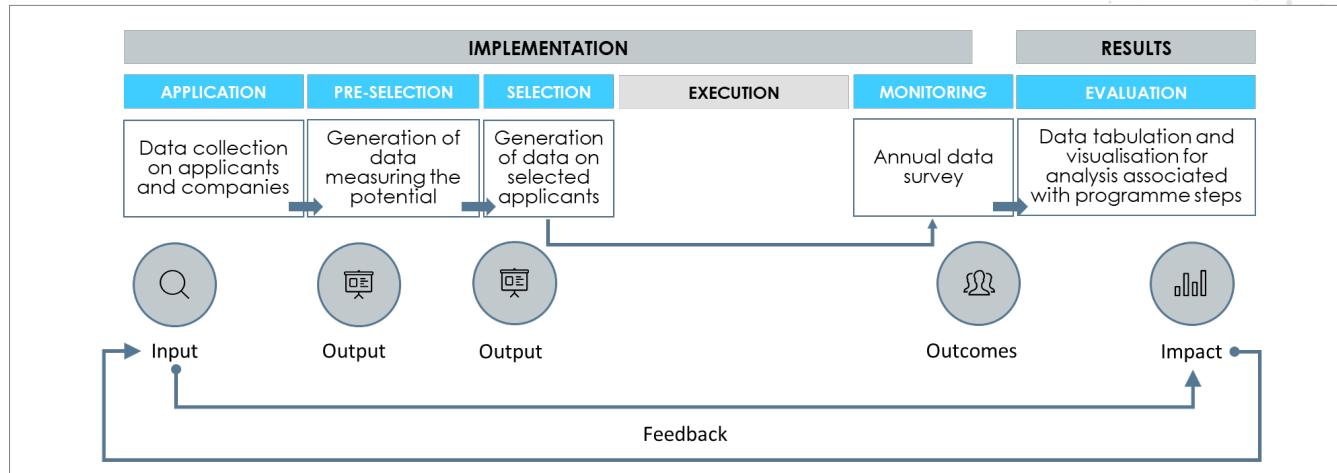 IMPLEMENTATION
RESULTS
APPLICATION
PRE-SELECTION
SELECTION
EXECUTION
MONITORING
EVALUATION
Data collection
on applicants
and companies
Generation of
data
measuring the
potential
Generation
of data on
selected
applicants
Annual data
survey
Data tabulation and
visualisation for
analysis associated
with programme steps
Input
Output
Output
Outcomes
Impact
Feedback